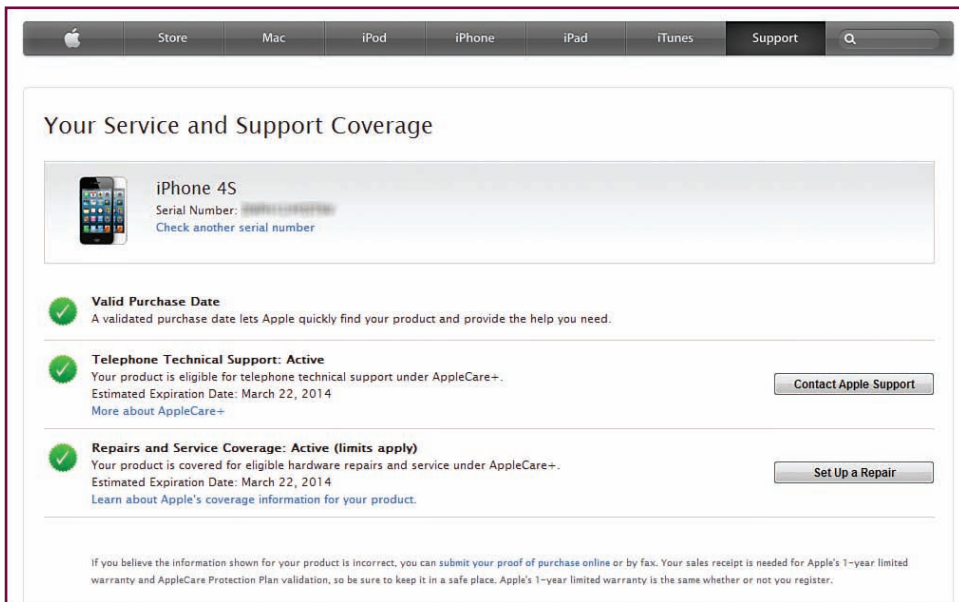 Store Mac iPod iPhone iPad iTunes Support
Your Service and Support Coverage
iPhone 4S
Serial Number:
Check another serial number
Valid Purchase Date
A validated purchase date lets Apple quickly find your product and provide the help you need.
Telephone Technical Support: Active
Your product is eligible for telephone technical support under AppleCare+.
Estimated Expiration Date: March 22, 2014
More about AppleCare+
Contact Apple Support
Repairs and Service Coverage: Active (limits apply)
Your product is covered for eligible hardware repairs and service under AppleCare+.
Estimated Expiration Date: March 22, 2014
Learn about Apple's coverage information for your product.
Set Up a Repair
If you believe the information shown for your product is incorrect, you can submit your proof of purchase online or by fax. Your sales receipt is needed for Apple's 1-year limited
warranty and AppleCare Protection Plan validation, so be sure to keep it in a safe place. Apple's 1-year limited warranty is the same whether or not you register.